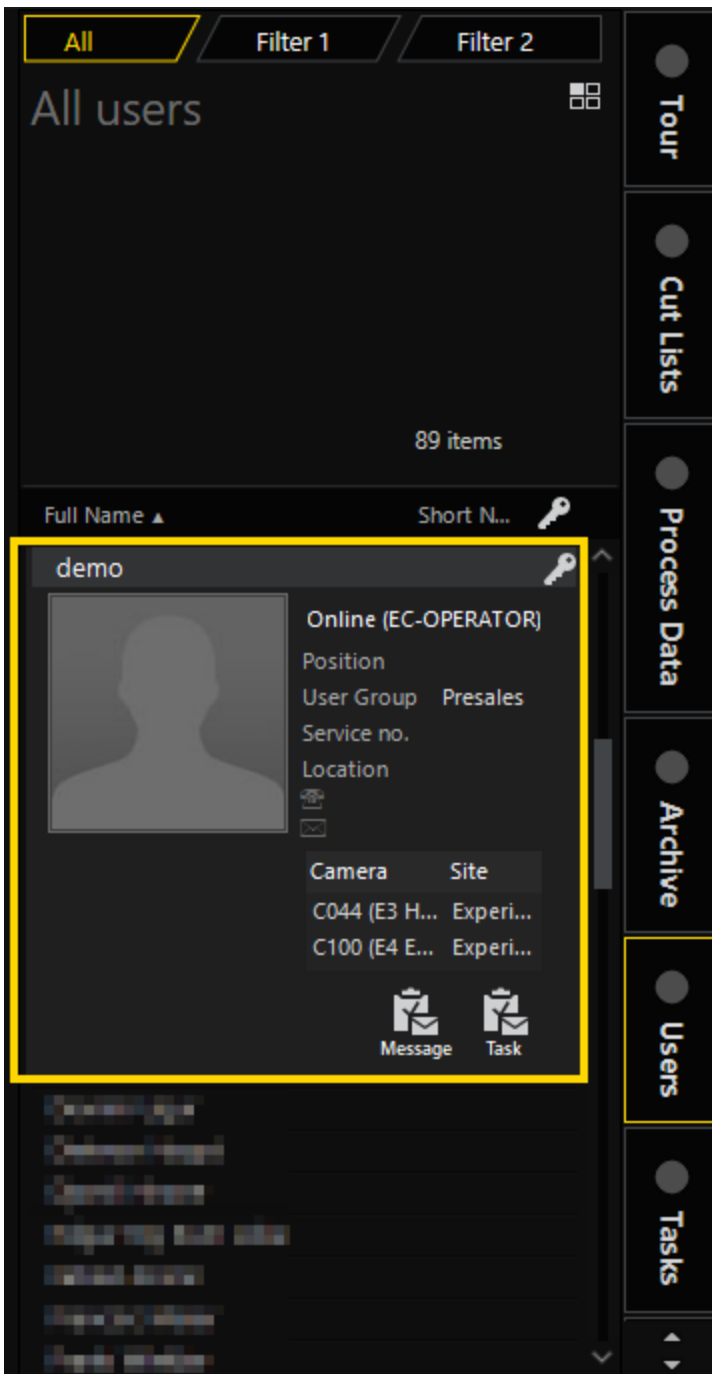 All Filter 1 Filter 2
All users
89 items
Full Name ▲ Short N...
demo
Online (EC-OPERATOR)
Position
User Group Presales
Service no.
Location
Camera Site
C044 (E3 H... Experi...
C100 (E4 E... Experi...
Message Task
Tour
Cut Lists
Process Data
Archive
Users
Tasks